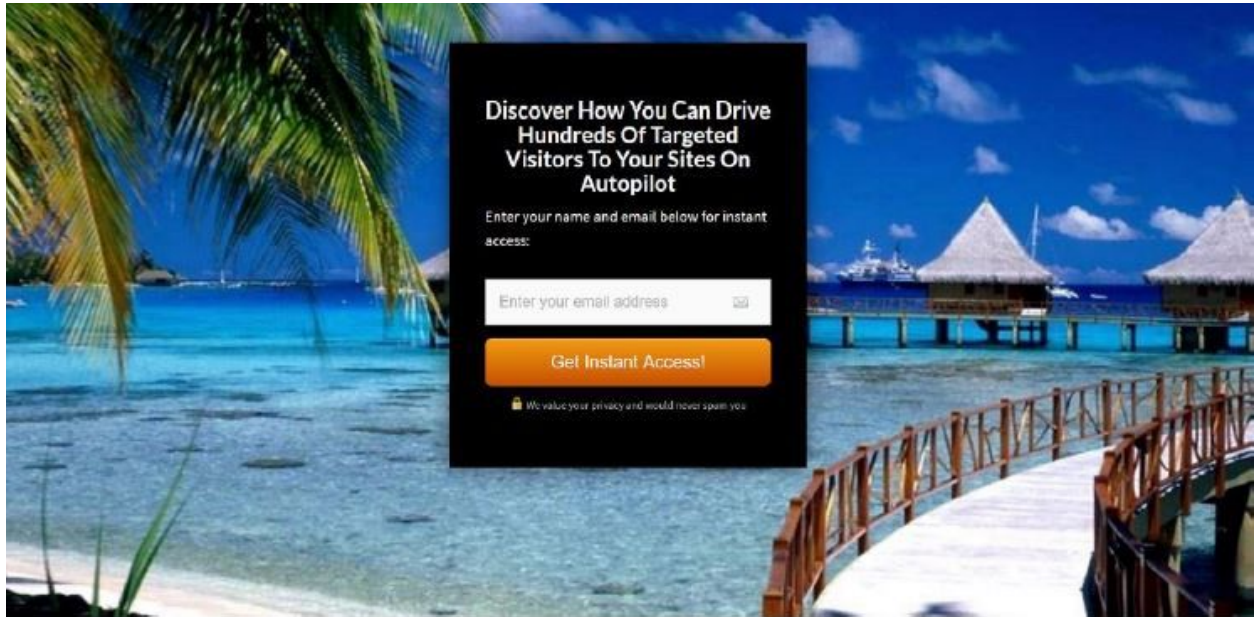 Discover How You Can Drive
Hundreds Of Targeted
Visitors To Your Sites On
Autopilot
Enter your name and email below for instant
access:
Enter your email address
Get Instant Access!
We value your privacy and would never spam you